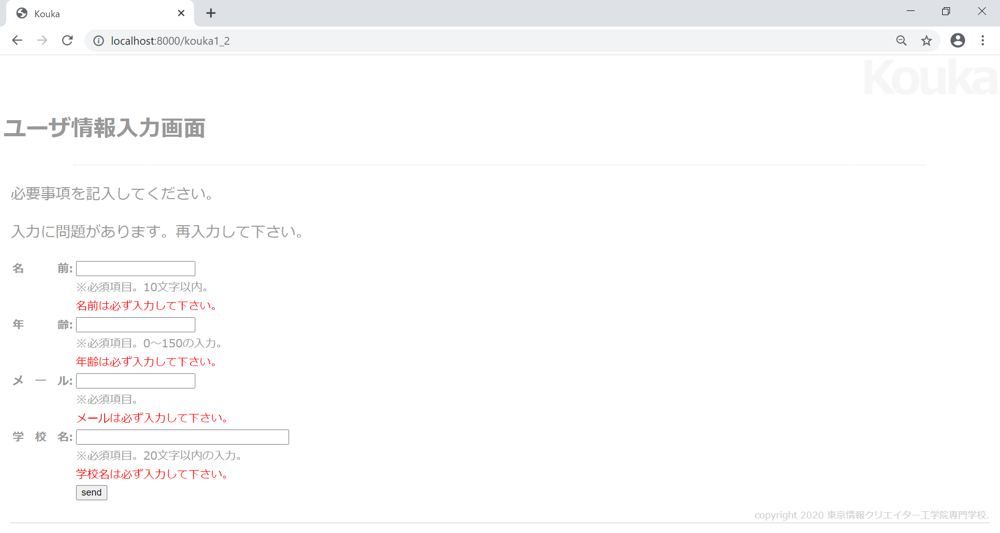 Kouka
localhost:8000/kouka1_2
Kouka
ユーザ情報入力画面
必要事項を記入してください。
入力に問題があります。再入力して下さい。
名　　　前:
※必須項目。10文字以内。
名前は必ず入力して下さい。
年　　　齢:
※必須項目。0～150の入力。
年齢は必ず入力して下さい。
メ　ー　ル:
※必須項目。
メールは必ず入力して下さい。
学　校　名:
※必須項目。20文字以内の入力。
学校名は必ず入力して下さい。
send
copyright 2020 東京情報クリエイター工学院専門学校.